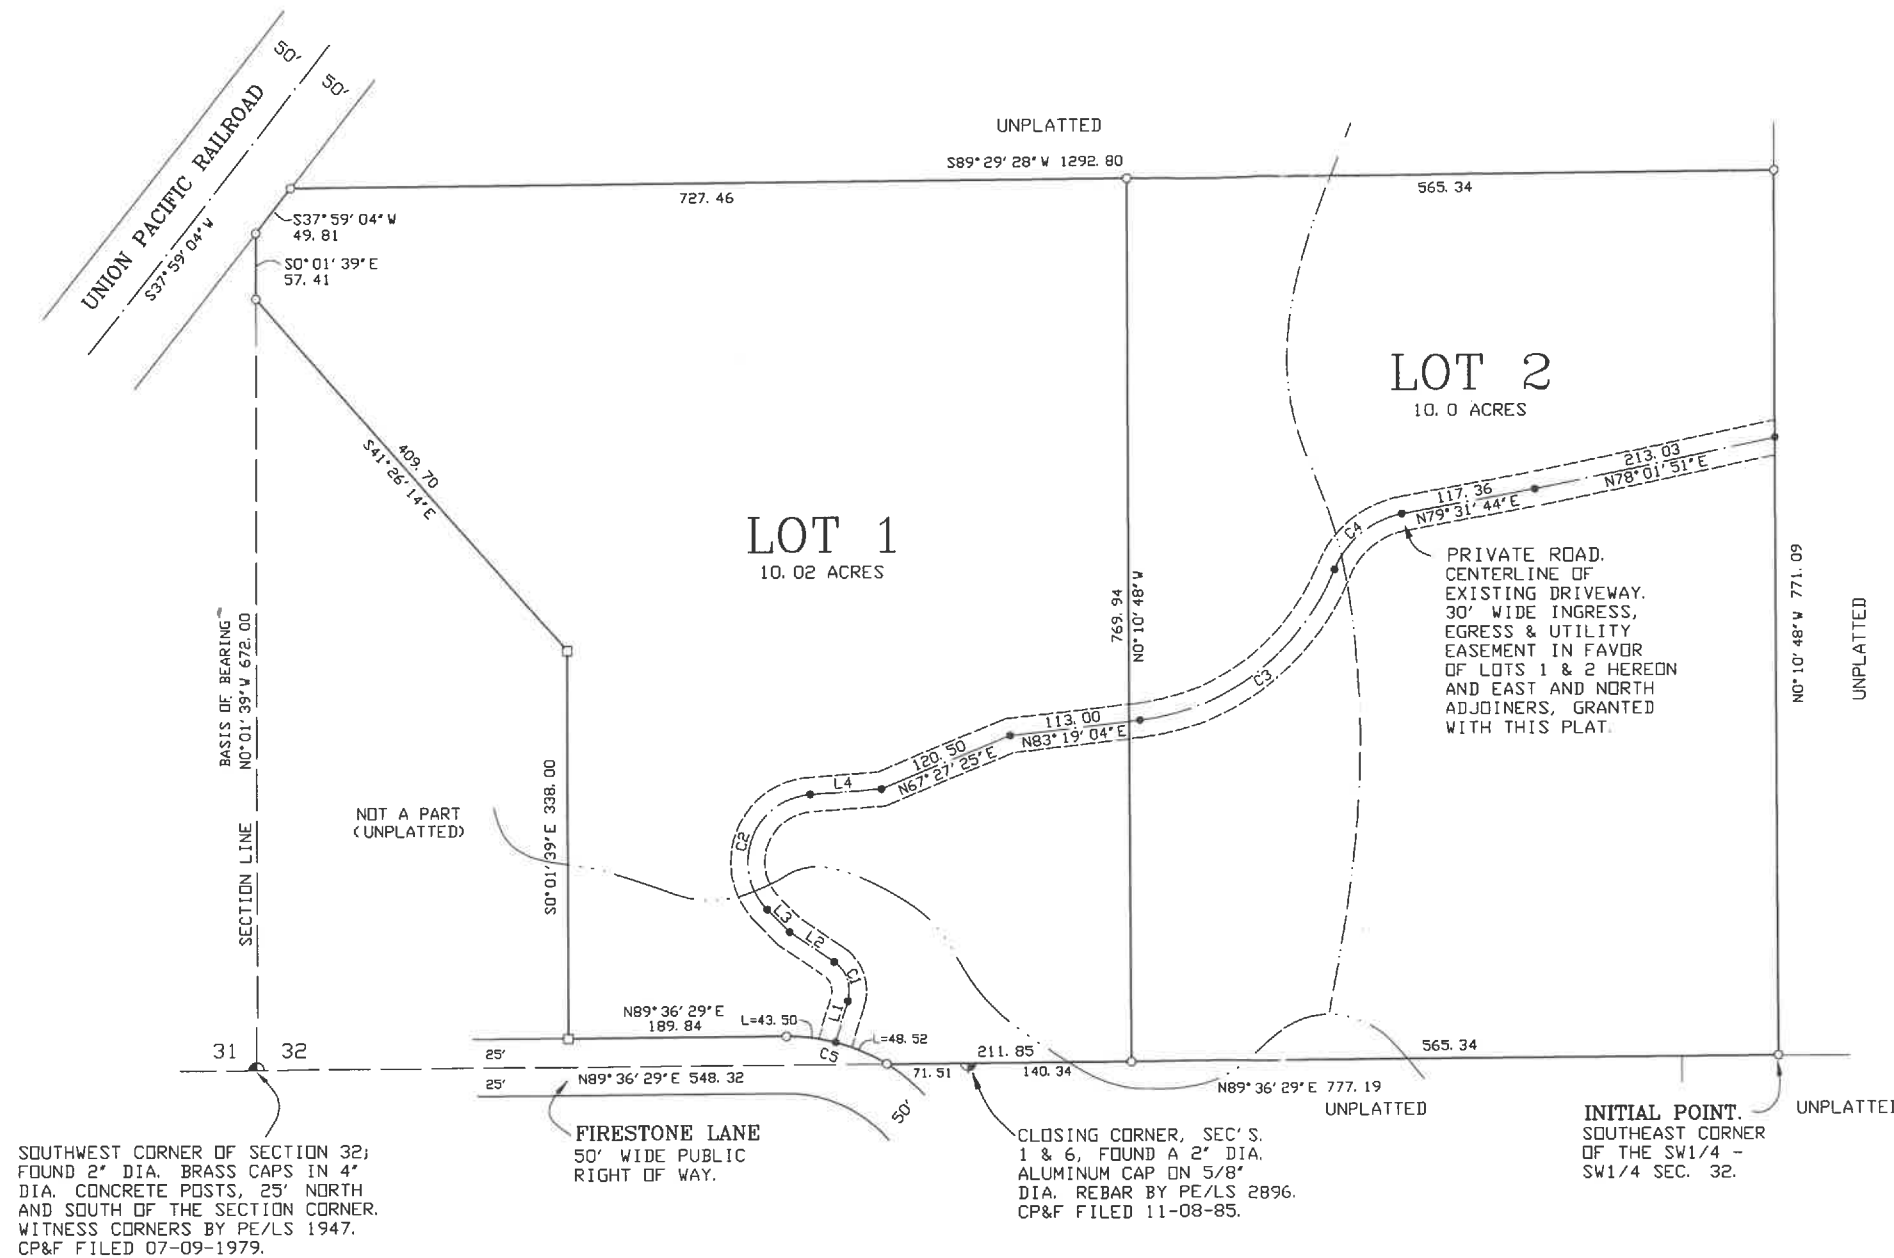 50'
50'
UNION PACIFIC RAILROAD
S37° 59' 04" W
UNPLATTED
S89° 29' 28" W 1292.80
727.46
565.34
S37° 59' 04" W
49.81
S0° 01' 39" E
57.41
409.70
S41° 26' 14" E
LOT 1
10.02 ACRES
LOT 2
10.0 ACRES
213.03
N78° 01' 51" E
117.36
N79° 31' 44" E
C4
PRIVATE ROAD.
CENTERLINE OF
EXISTING DRIVEWAY.
30' WIDE INGRESS,
EGRESS & UTILITY
EASEMENT IN FAVOR
OF LOTS 1 & 2 HEREON
AND EAST AND NORTH
ADJOINERS, GRANTED
WITH THIS PLAT.
N0° 10' 48" W 771.09
UNPLATTED
769.94
N0° 10' 48" W
BASIS OF BEARING
N0° 01' 39" W 672.00
SECTION LINE
C3
113.00
N83° 19' 04" E
120.50
N67° 27' 25" E
L4
C2
L3
L2
C1
L1
S0° 01' 39" E 338.00
NOT A PART
(UNPLATTED)
N89° 36' 29" E
189.84
L=43.50
L=48.52
C5
31
32
25'
25'
N89° 36' 29" E 548.32
50'
71.51
211.85
140.34
565.34
N89° 36' 29" E 777.19
UNPLATTED
UNPLATTED
INITIAL POINT.
SOUTHEAST CORNER
OF THE SW1/4 -
SW1/4 SEC. 32.
FIRESTONE LANE
50' WIDE PUBLIC
RIGHT OF WAY.
CLOSING CORNER, SEC'S.
1 & 6, FOUND A 2" DIA.
ALUMINUM CAP ON 5/8"
DIA. REBAR BY PE/LS 2896.
CP&F FILED 11-08-85.
SOUTHWEST CORNER OF SECTION 32;
FOUND 2" DIA. BRASS CAPS IN 4"
DIA. CONCRETE POSTS, 25' NORTH
AND SOUTH OF THE SECTION CORNER.
WITNESS CORNERS BY PE/LS 1947.
CP&F FILED 07-09-1979.